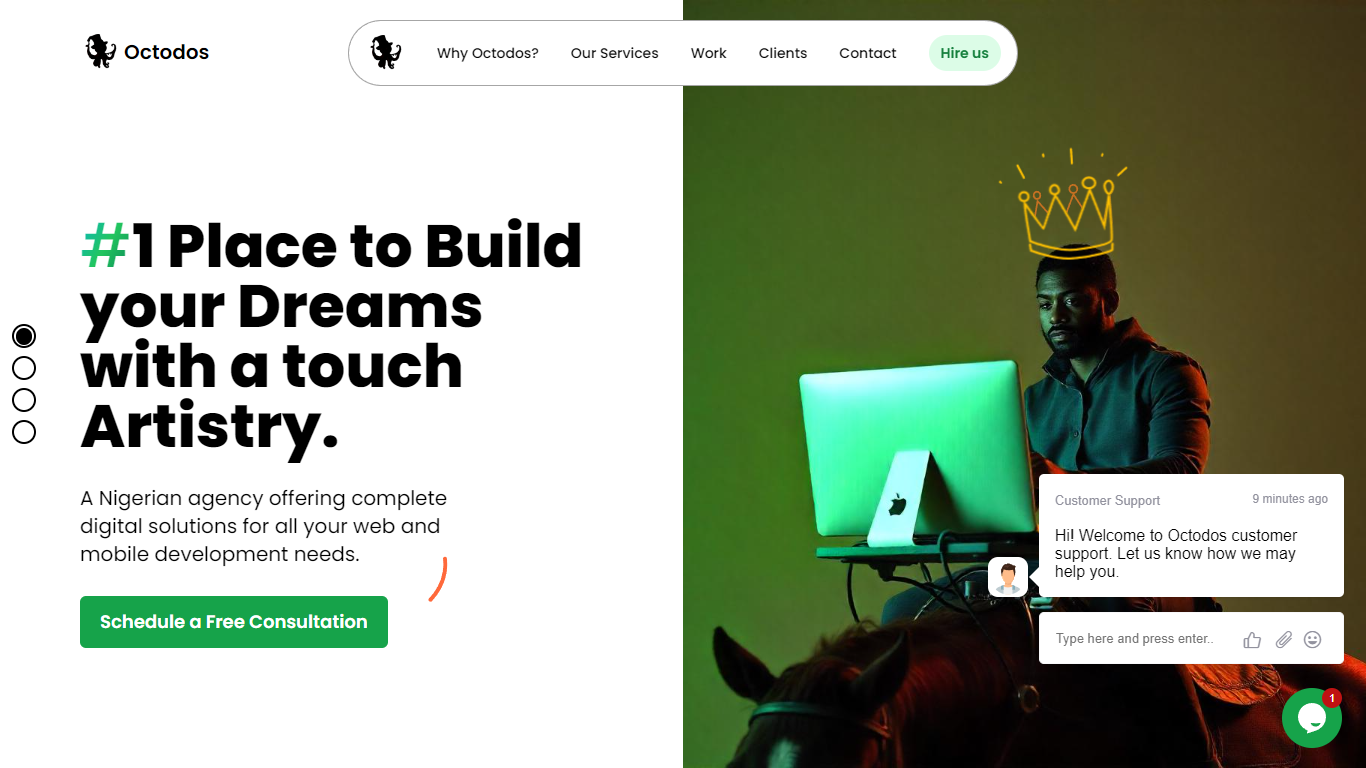 Octodos
Why Octodos?
Our Services
Work
Clients
Contact
Hire us
#1 Place to Build
your Dreams
with a touch
Artistry.
A Nigerian agency offering complete
digital solutions for all your web and
mobile development needs.
Schedule a Free Consultation
Customer Support
9 minutes ago
Hi! Welcome to Octodos customer
support. Let us know how we may
help you.
Type here and press enter..
1